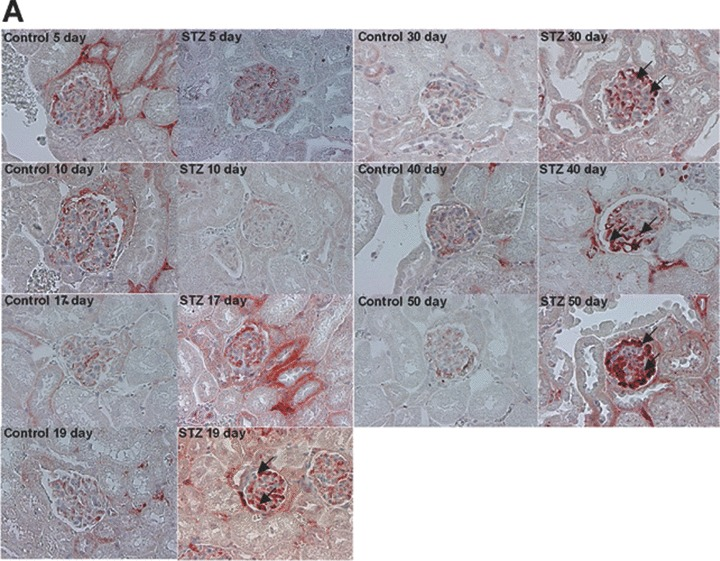 A
Control 5 day
STZ 5 day
Control 30 day
STZ 30 day
Control 10 day
STZ 10 day
Control 40 day
STZ 40 day
Control 17 day
STZ 17 day
Control 50 day
STZ 50 day
Control 19 day
STZ 19 day